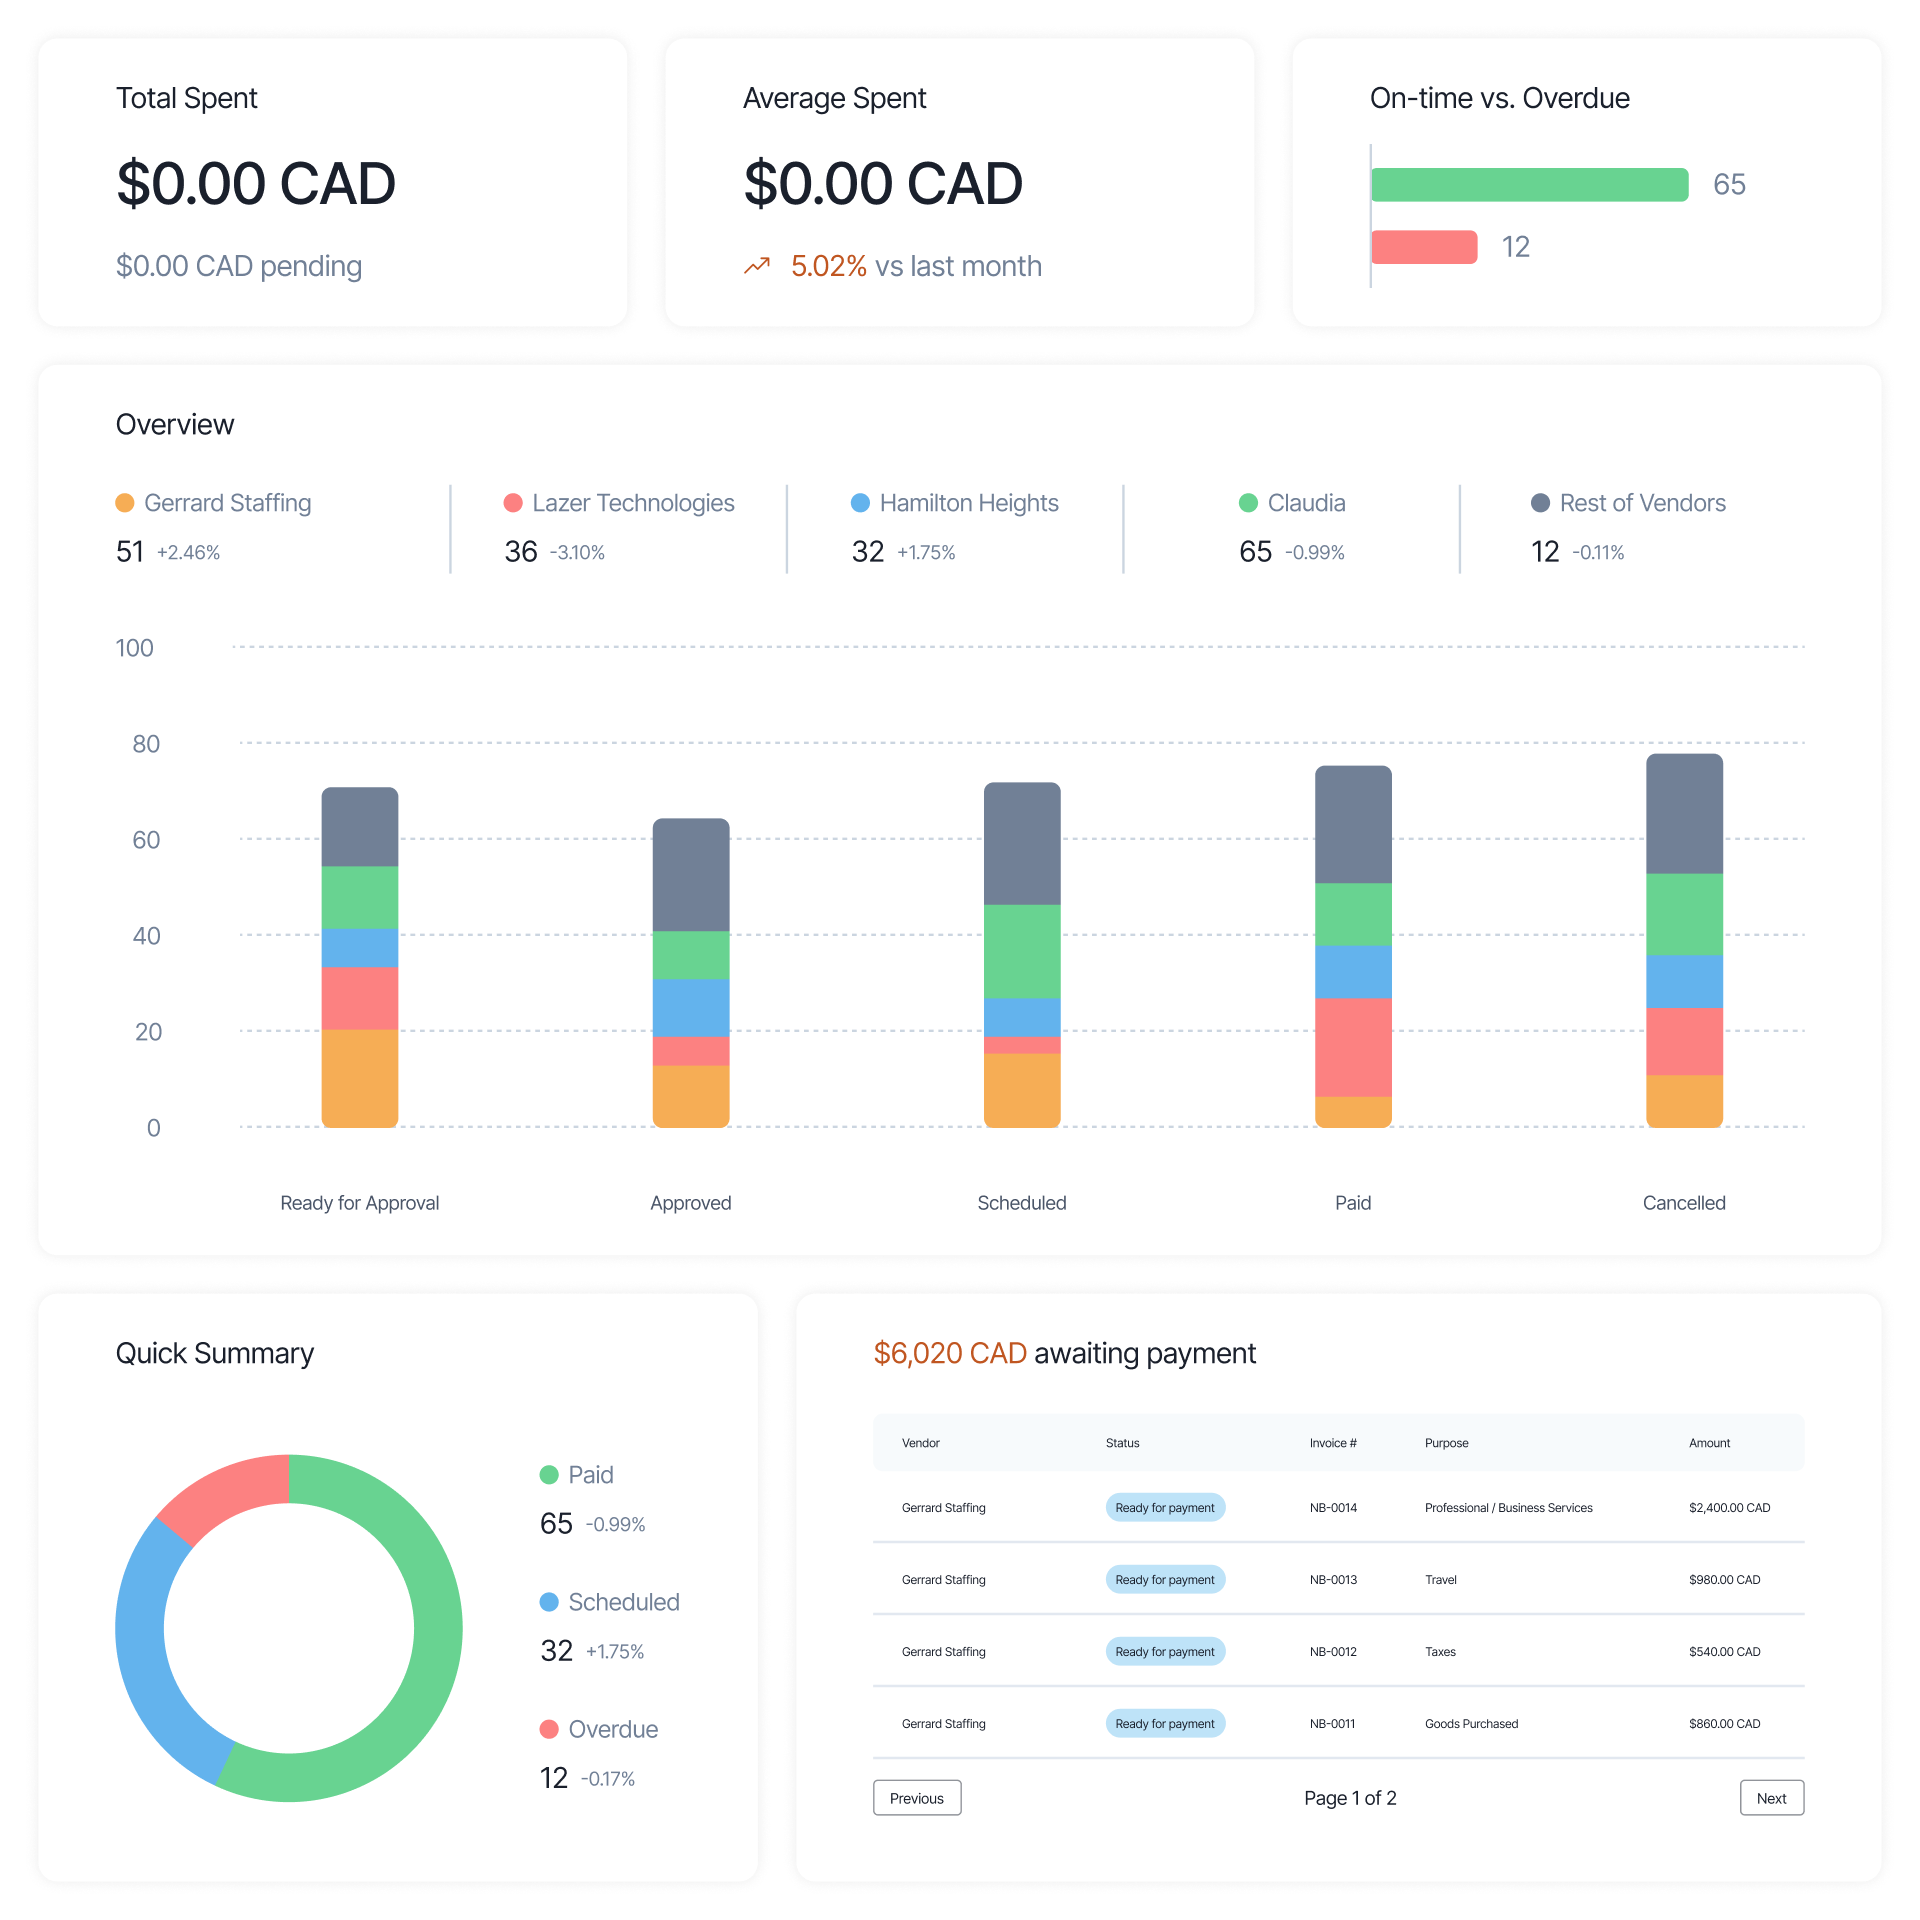 Total Spent
$0.00 CAD
$0.00 CAD pending
Average Spent
$0.00 CAD
5.02% vs last month
On-time vs. Overdue
65
12
Overview
Gerrard Staffing
51 +2.46%
Lazer Technologies
36 -3.10%
Hamilton Heights
32 +1.75%
Claudia
65 -0.99%
Rest of Vendors
12 -0.11%
100
80
60
40
20
0
Ready for Approval
Approved
Scheduled
Paid
Cancelled
Quick Summary
Paid
65 -0.99%
Scheduled
32 +1.75%
Overdue
12 -0.17%
$6,020 CAD awaiting payment
Vendor Status Invoice # Purpose Amount
Gerrard Staffing Ready for payment NB-0014 Professional / Business Services $2,400.00 CAD
Gerrard Staffing Ready for payment NB-0013 Travel $980.00 CAD
Gerrard Staffing Ready for payment NB-0012 Taxes $540.00 CAD
Gerrard Staffing Ready for payment NB-0011 Goods Purchased $860.00 CAD
Previous Page 1 of 2 Next